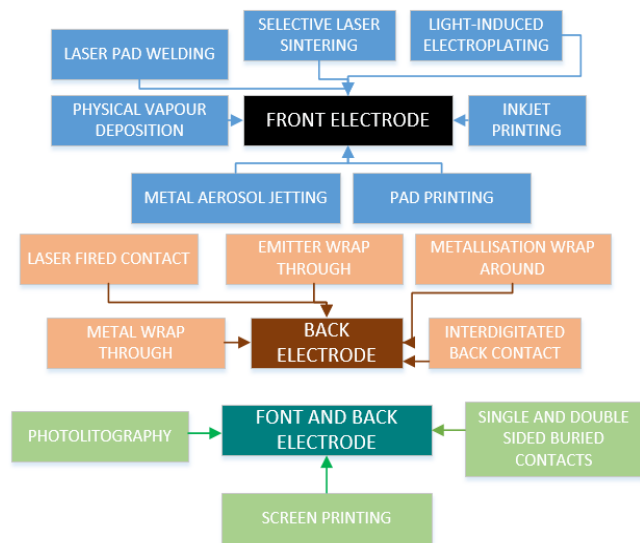 SELECTIVE LASER
SINTERING
LIGHT-INDUCED
ELECTROPLATING
LASER PAD WELDING
PHYSICAL VAPOUR
DEPOSITION
FRONT ELECTRODE
INKJET
PRINTING
METAL AEROSOL JETTING
PAD PRINTING
LASER FIRED CONTACT
EMITTER WRAP
THROUGH
METALLISATION WRAP
AROUND
METAL WRAP
THROUGH
BACK
ELECTRODE
INTERDIGITATED
BACK CONTACT
PHOTOLITOGRAPHY
FONT AND BACK
ELECTRODE
SINGLE AND DOUBLE
SIDED BURIED
CONTACTS
SCREEN PRINTING